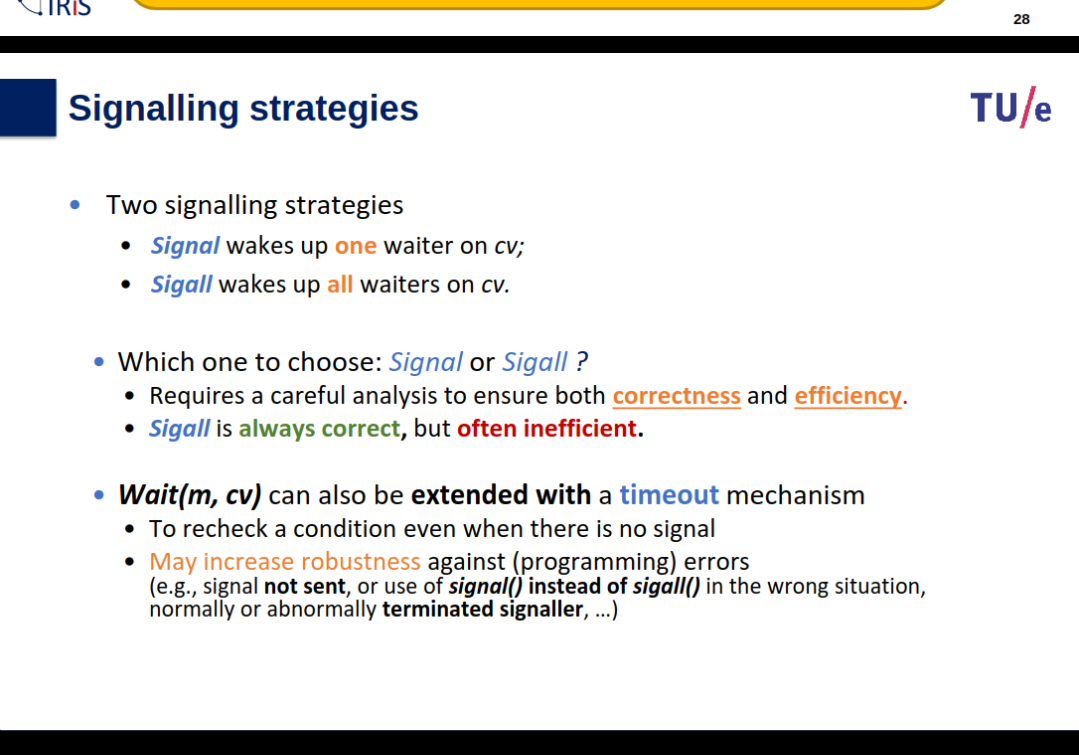 IRIS
28
Signalling strategies
TU/e
• Two signalling strategies
• Signal wakes up one waiter on cv;
• Sigall wakes up all waiters on cv.
• Which one to choose: Signal or Sigall ?
• Requires a careful analysis to ensure both correctness and efficiency.
• Sigall is always correct, but often inefficient.
• Wait(m, cv) can also be extended with a timeout mechanism
• To recheck a condition even when there is no signal
• May increase robustness against (programming) errors
(e.g., signal not sent, or use of signal() instead of sigall() in the wrong situation,
normally or abnormally terminated signaller, ...)